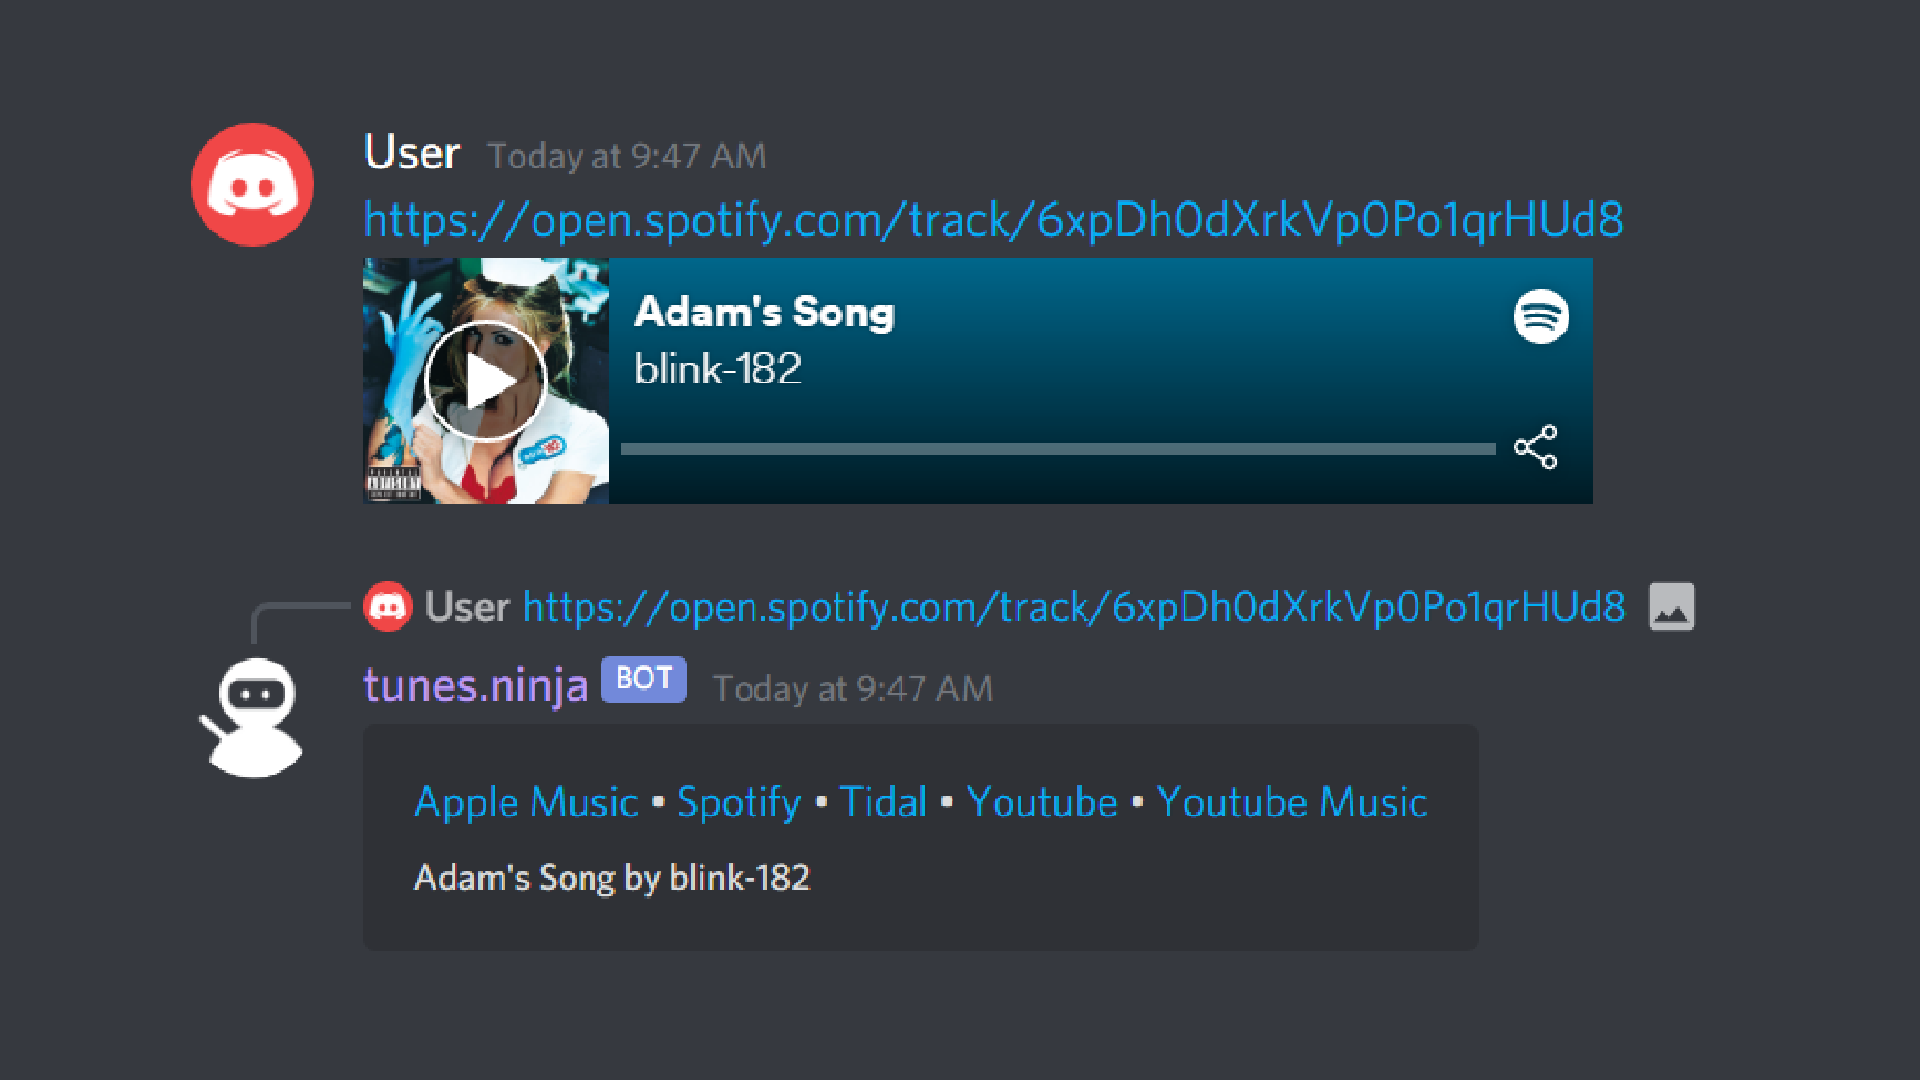 User Today at 9:47 AM
https://open.spotify.com/track/6xpDh0dXrkVp0Po1qrHUd8
Adam's Song
blink-182
User https://open.spotify.com/track/6xpDh0dXrkVp0Po1qrHUd8
tunes.ninja BOT Today at 9:47 AM
Apple Music • Spotify • Tidal • Youtube • Youtube Music
Adam's Song by blink-182